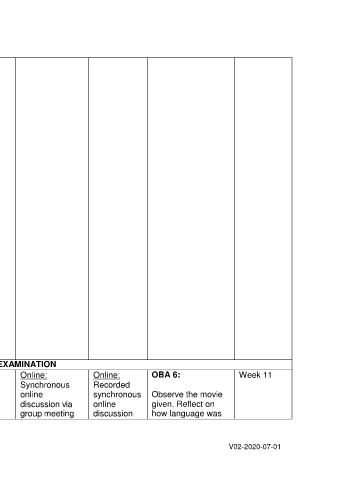 EXAMINATION
Online:
Synchronous
online
discussion via
group meeting
Online:
Recorded
synchronous
online
discussion
OBA 6:
Observe the movie
given. Reflect on
how language was
Week 11
V02-2020-07-01